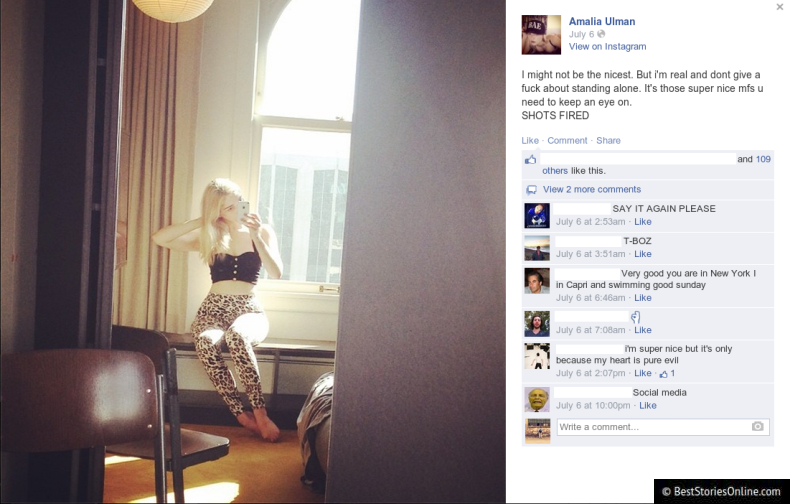 Amalia Ulman
July 6
View on Instagram
I might not be the nicest. But i'm real and dont give a
fuck about standing alone. It's those super nice mfs u
need to keep an eye on.
SHOTS FIRED
Like · Comment · Share
and 109
others like this.
View 2 more comments
SAY IT AGAIN PLEASE
July 6 at 2:53am · Like
T-BOZ
July 6 at 3:51am · Like
Very good you are in New York I
in Capri and swimming good sunday
July 6 at 6:46am · Like
July 6 at 7:08am · Like
I'm super nice but it's only
because my heart is pure evil
July 6 at 2:07pm · Like · 1
Social media
July 6 at 10:00pm · Like
Write a comment...
© BestStoriesOnline.com